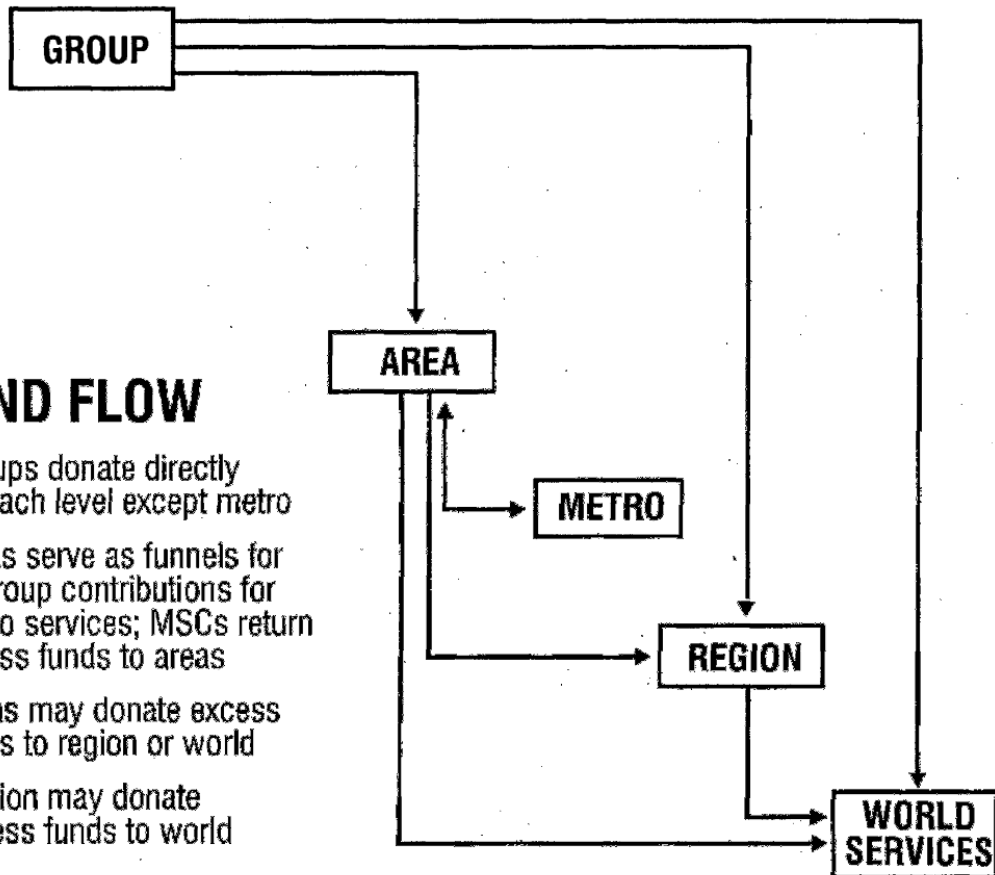 GROUP
AREA
ND FLOW
ups donate directly
ach level except metro
METRO
as serve as funnels for
roup contributions for
o services; MSCs return
ss funds to areas
REGION
as may donate excess
s to region or world
ion may donate
ess funds to world
WORLD
SERVICES